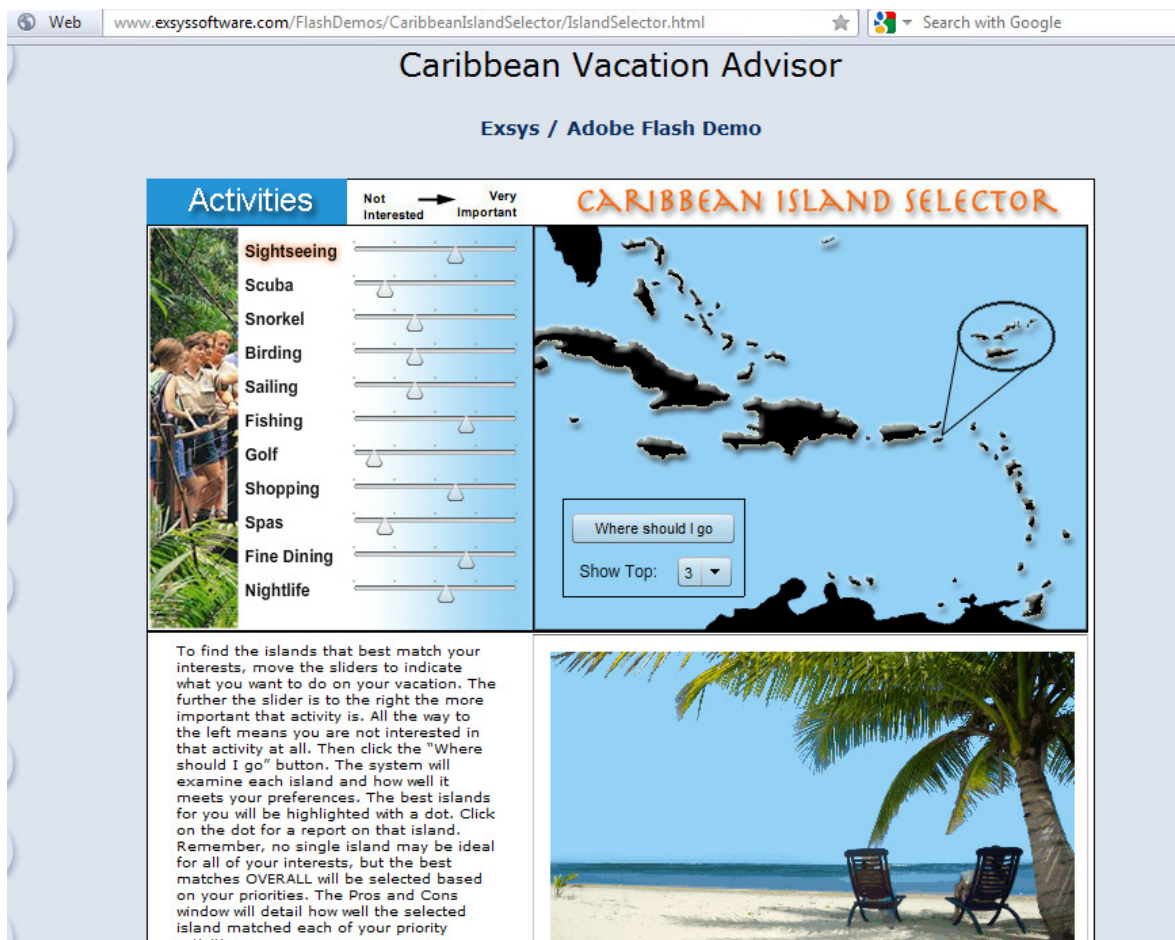 Web www.exsyssoftware.com/FlashDemos/CaribbeanIslandSelector/IslandSelector.html Search with Google
Caribbean Vacation Advisor
Exsys / Adobe Flash Demo
Activities
Not Interested
Very Important
CARIBBEAN ISLAND SELECTOR
Sightseeing
Scuba
Snorkel
Birding
Sailing
Fishing
Golf
Shopping
Spas
Fine Dining
Nightlife
Where should I go
Show Top: 3
To find the islands that best match your
interests, move the sliders to indicate
what you want to do on your vacation. The
further the slider is to the right the more
important that activity is. All the way to
the left means you are not interested in
that activity at all. Then click the "Where
should I go" button. The system will
examine each island and how well it
meets your preferences. The best islands
for you will be highlighted with a dot. Click
on the dot for a report on that island.
Remember, no single island may be ideal
for all of your interests, but the best
matches OVERALL will be selected based
on your priorities. The Pros and Cons
window will detail how well the selected
island matched each of your priority